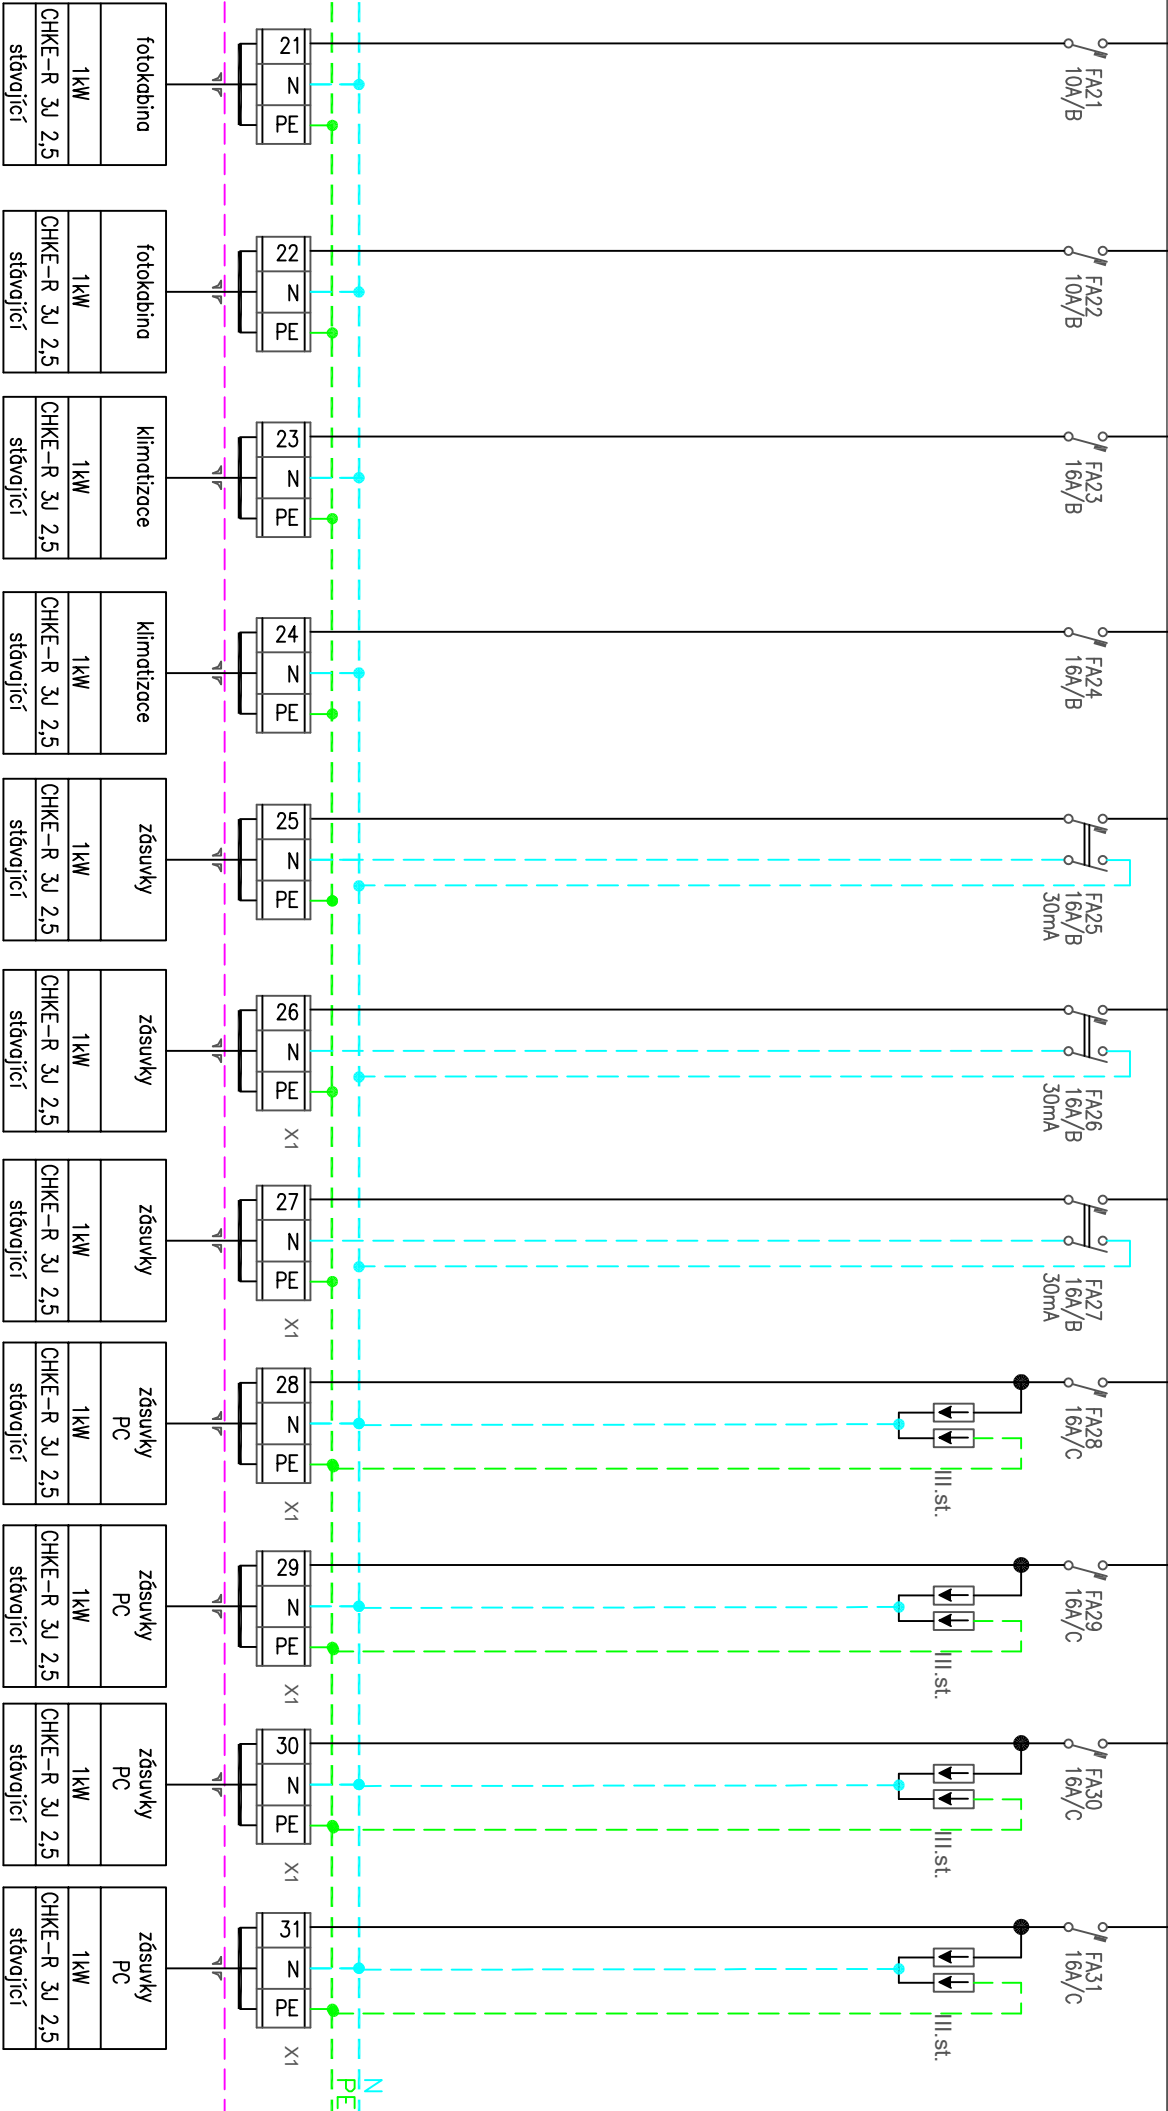 FA21
10A/B
FA22
10A/B
FA23
16A/B
FA24
16A/B
FA25
16A/B
30mA
FA26
16A/B
30mA
FA27
16A/B
30mA
FA28
16A/C
FA29
16A/C
FA30
16A/C
FA31
16A/C
III.st.
III.st.
III.st.
III.st.
N
PE
21
N
PE
22
N
PE
23
N
PE
24
N
PE
25
N
PE
26
N
PE
X1
27
N
PE
X1
28
N
PE
X1
29
N
PE
X1
30
N
PE
X1
31
N
PE
X1
fotokabina
1kW
CHKE-R 3J 2,5
stávající
fotokabina
1kW
CHKE-R 3J 2,5
stávající
klimatizace
1kW
CHKE-R 3J 2,5
stávající
klimatizace
1kW
CHKE-R 3J 2,5
stávající
zásuvky
1kW
CHKE-R 3J 2,5
stávající
zásuvky
1kW
CHKE-R 3J 2,5
stávající
zásuvky
1kW
CHKE-R 3J 2,5
stávající
zásuvky
PC
1kW
CHKE-R 3J 2,5
stávající
zásuvky
PC
1kW
CHKE-R 3J 2,5
stávající
zásuvky
PC
1kW
CHKE-R 3J 2,5
stávající
zásuvky
PC
1kW
CHKE-R 3J 2,5
stávající